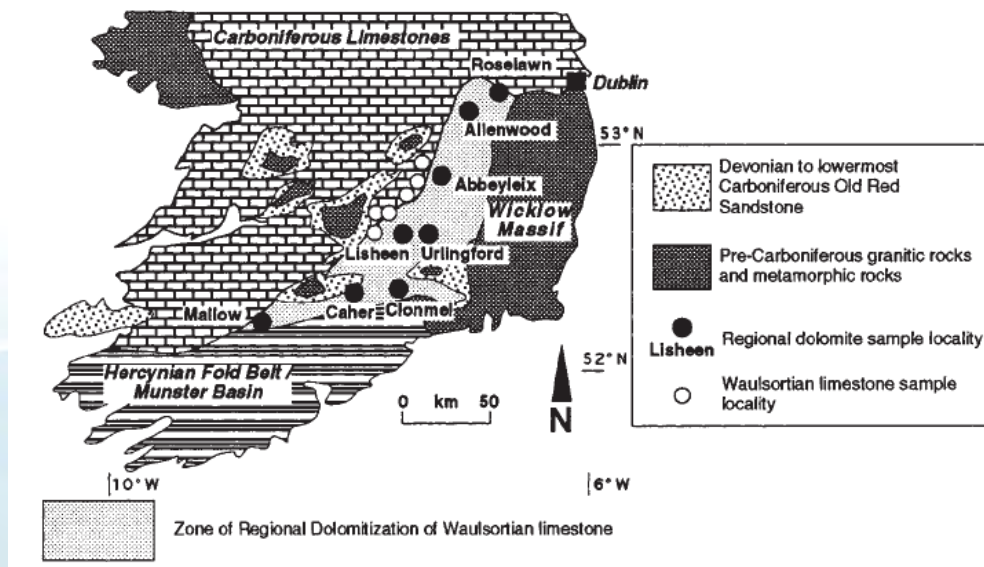 Carboniferous Limestones
Roselawn
Dublin
Allenwood
53°N
Abbeyleix
Wicklow
Massif
Lisheen
Urlingford
Mallow
Caher
Clonmel
52°N
Hercynian Fold Belt /
Munster Basin
0 km 50
N
10°W
6°W
Devonian to lowermost
Carboniferous Old Red
Sandstone
Pre-Carboniferous granitic rocks
and metamorphic rocks
Lisheen
Regional dolomite sample locality
Waulsortian limestone sample
locality
Zone of Regional Dolomitization of Waulsortian limestone